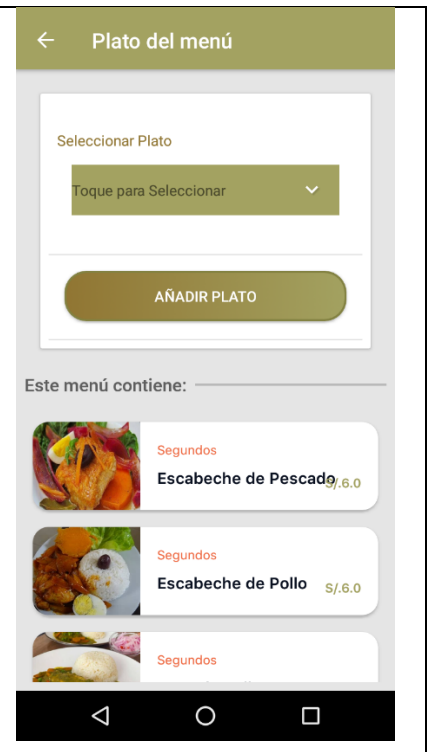 Plato del menú
Seleccionar Plato
Toque para Seleccionar
AÑADIR PLATO
Este menú contiene:
Segundos
Escabeche de Pescado
S/.6.0
Segundos
Escabeche de Pollo
S/.6.0
Segundos